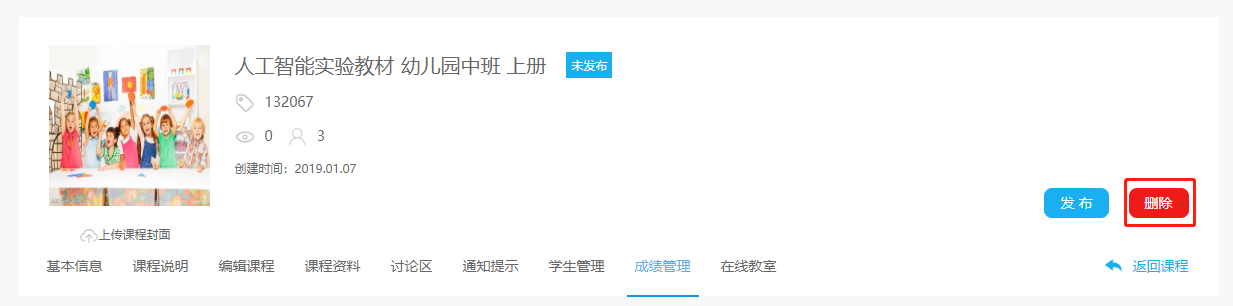 人工智能实验教材 幼儿园中班 上册 未发布
132067
0 3
创建时间：2019.01.07
发 布 删除
上传课程封面
基本信息 课程说明 编辑课程 课程资料 讨论区 通知提示 学生管理 成绩管理 在线教室 返回课程